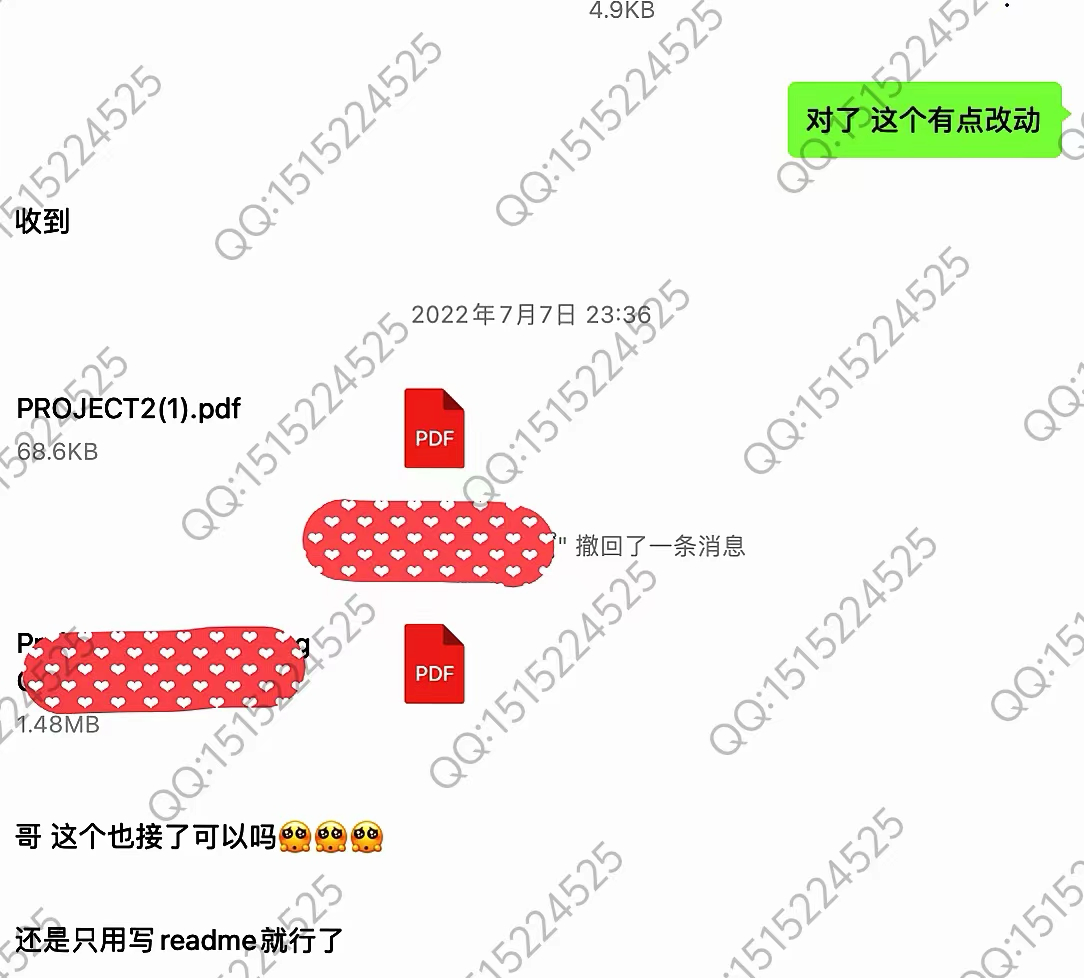 4.9KB
对了 这个有点改动
收到
2022年7月7日 23:36
PROJECT2(1).pdf
68.6KB
PDF
" 撤回了一条消息
PDF
1.48MB
哥 这个也接了可以吗🥺🥺🥺
还是只用写readme就行了
QQ:1515224525